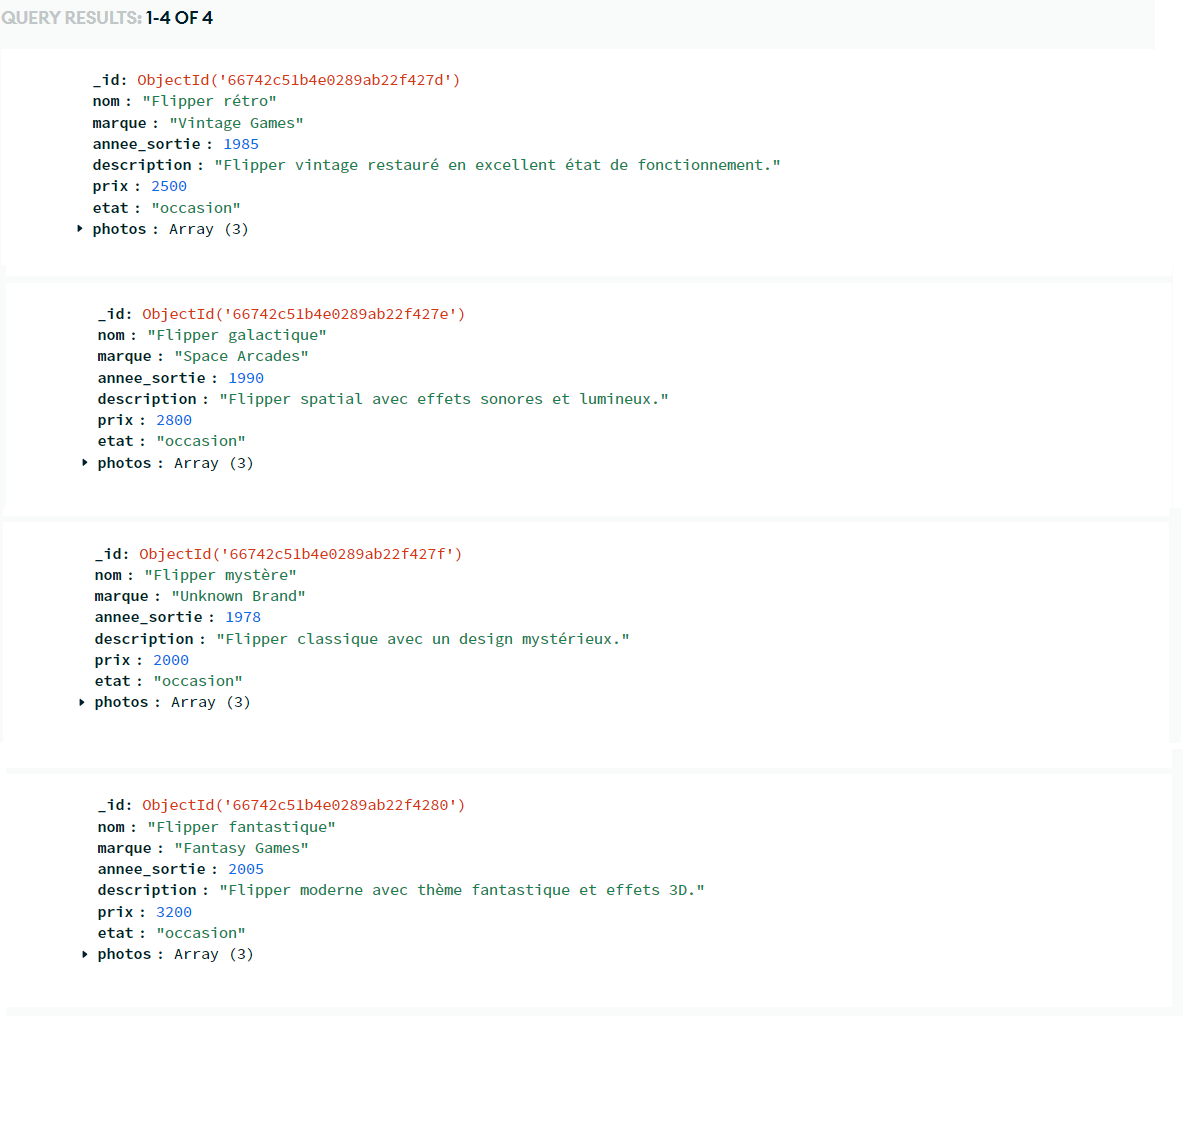 QUERY RESULTS: 1-4 OF 4
_id: ObjectId('66742c51b4e0289ab22f427d')
nom : "Flipper rétro"
marque : "Vintage Games"
annee_sortie : 1985
description : "Flipper vintage restauré en excellent état de fonctionnement."
prix : 2500
etat : "occasion"
photos : Array (3)
_id: ObjectId('66742c51b4e0289ab22f427e')
nom : "Flipper galactique"
marque : "Space Arcades"
annee_sortie : 1990
description : "Flipper spatial avec effets sonores et lumineux."
prix : 2800
etat : "occasion"
photos : Array (3)
_id: ObjectId('66742c51b4e0289ab22f427f')
nom : "Flipper mystère"
marque : "Unknown Brand"
annee_sortie : 1978
description : "Flipper classique avec un design mystérieux."
prix : 2000
etat : "occasion"
photos : Array (3)
_id: ObjectId('66742c51b4e0289ab22f4280')
nom : "Flipper fantastique"
marque : "Fantasy Games"
annee_sortie : 2005
description : "Flipper moderne avec thème fantastique et effets 3D."
prix : 3200
etat : "occasion"
photos : Array (3)